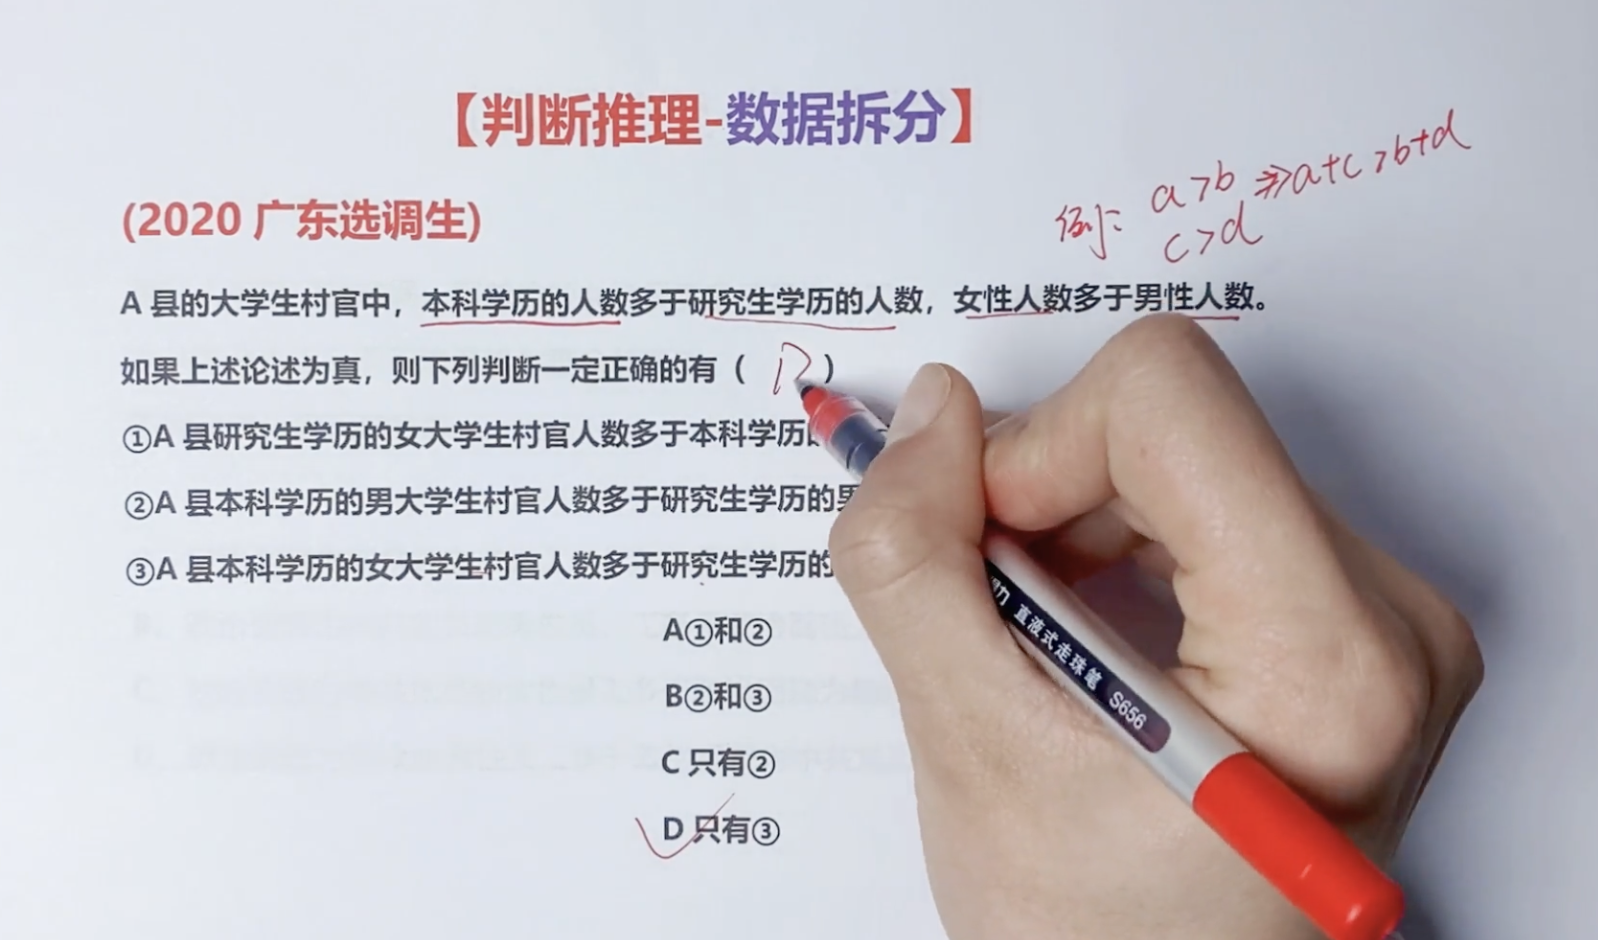 【判断推理-数据拆分】
(2020 广东选调生)
例: a>b ⇒a+c>b+d
c>d
A 县的大学生村官中，本科学历的人数多于研究生学历的人数，女性人数多于男性人数。
如果上述论述为真，则下列判断一定正确的有（ D ）
①A 县研究生学历的女大学生村官人数多于本科学历
②A 县本科学历的男大学生村官人数多于研究生学历的男
③A 县本科学历的女大学生村官人数多于研究生学历的
A①和②
B②和③
C 只有②
D 只有③
直液式走珠笔 S656